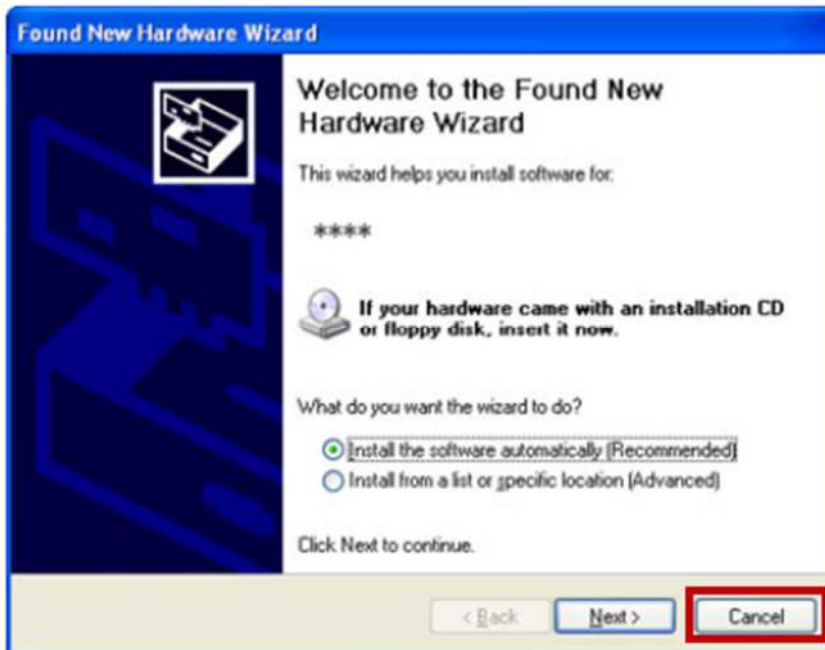 Found New Hardware Wizard
Welcome to the Found New
Hardware Wizard
This wizard helps you install software for:
****
If your hardware came with an installation CD
or floppy disk, insert it now.
What do you want the wizard to do?
Install the software automatically (Recommended)
Install from a list or specific location (Advanced)
Click Next to continue.
< Back Next > Cancel